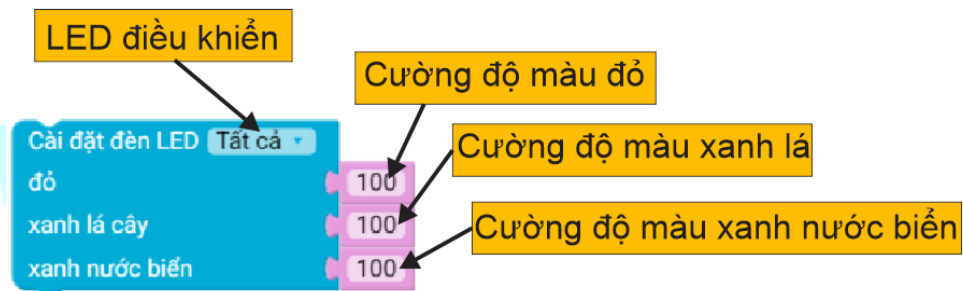 LED điều khiển
Cường độ màu đỏ
Cài đặt đèn LED Tất cả
Cường độ màu xanh lá
đỏ 100
xanh lá cây 100
Cường độ màu xanh nước biển
xanh nước biển 100